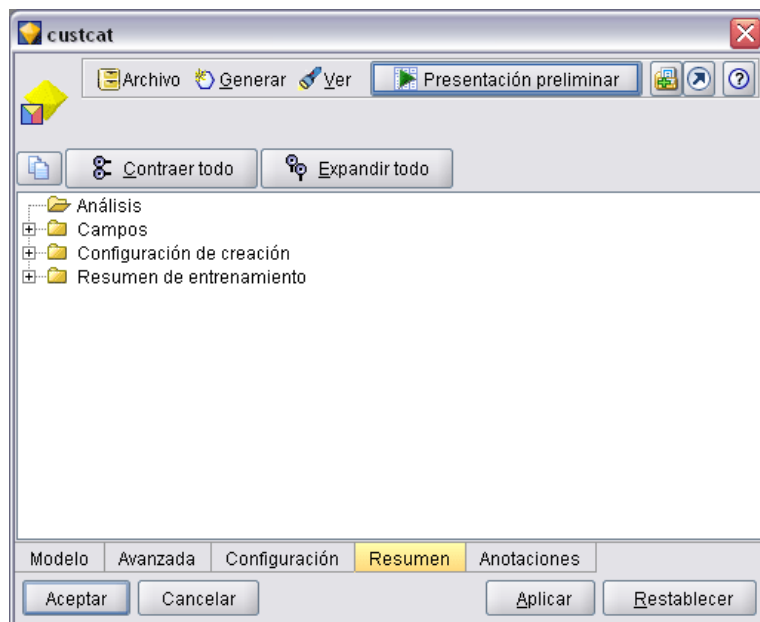 custcat
Archivo Generar Ver Presentación preliminar
Contraer todo Expandir todo
Análisis
Campos
Configuración de creación
Resumen de entrenamiento
Modelo Avanzada Configuración Resumen Anotaciones
Aceptar Cancelar Aplicar Restablecer